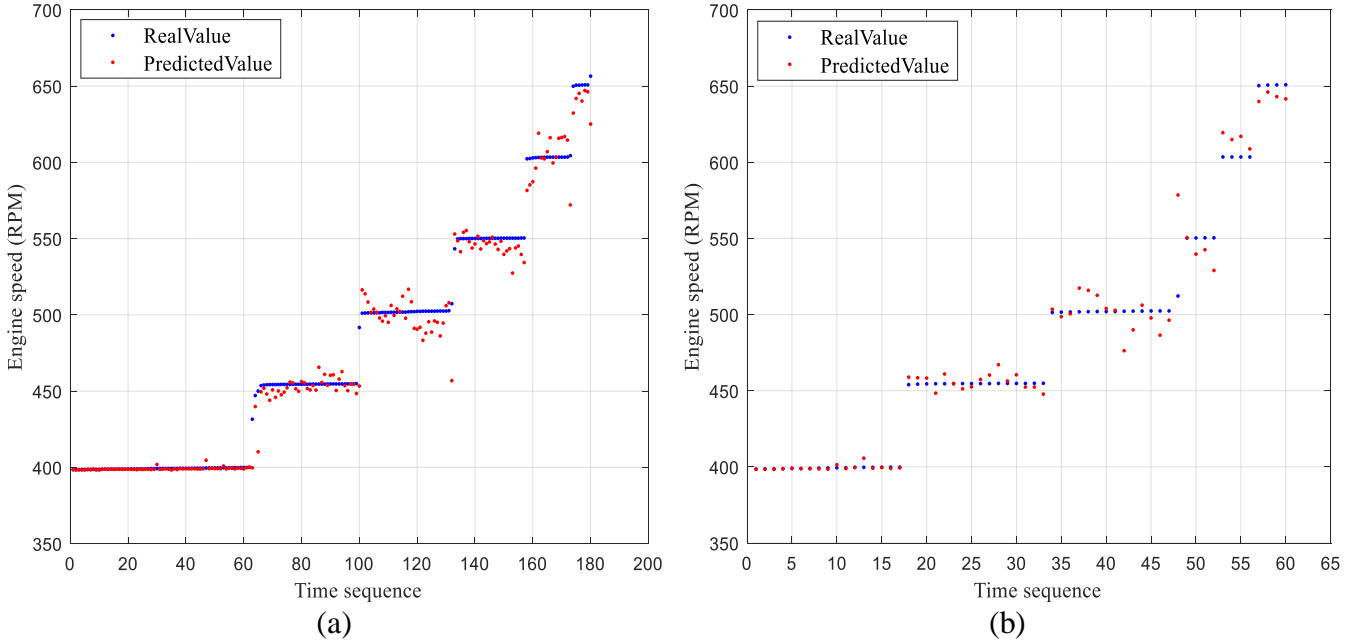 RealValue
PredictedValue
Engine speed (RPM)
700
650
600
550
500
450
400
350
0 20 40 60 80 100 120 140 160 180 200
Time sequence
(a)
RealValue
PredictedValue
Engine speed (RPM)
700
650
600
550
500
450
400
350
0 5 10 15 20 25 30 35 40 45 50 55 60 65
Time sequence
(b)